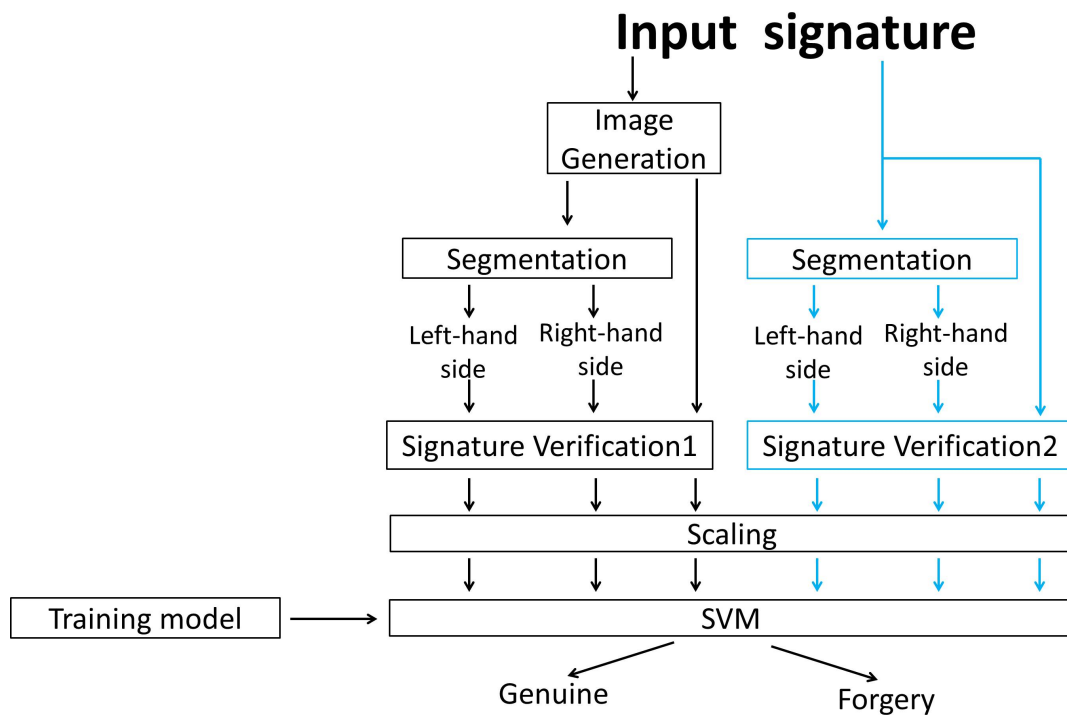 Input signature
Image
Generation
Segmentation
Segmentation
Left-hand
side
Right-hand
side
Left-hand
side
Right-hand
side
Signature Verification1
Signature Verification2
Scaling
Training model
SVM
Genuine
Forgery